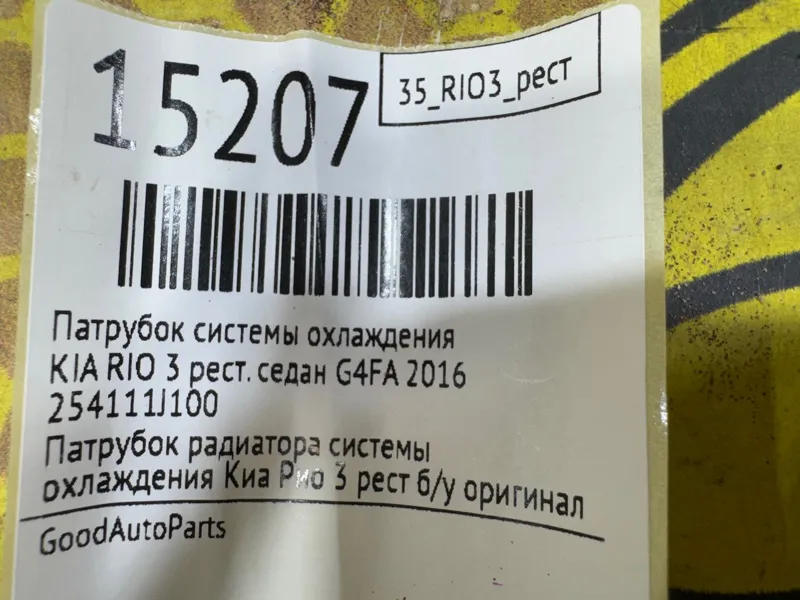 15207
35_RIO3_рест
Патрубок системы охлаждения
KIA RIO 3 рест. седан G4FA 2016
254111J100
Патрубок радиатора системы
охлаждения Киа Рио 3 рест б/у оригинал
GoodAutoParts